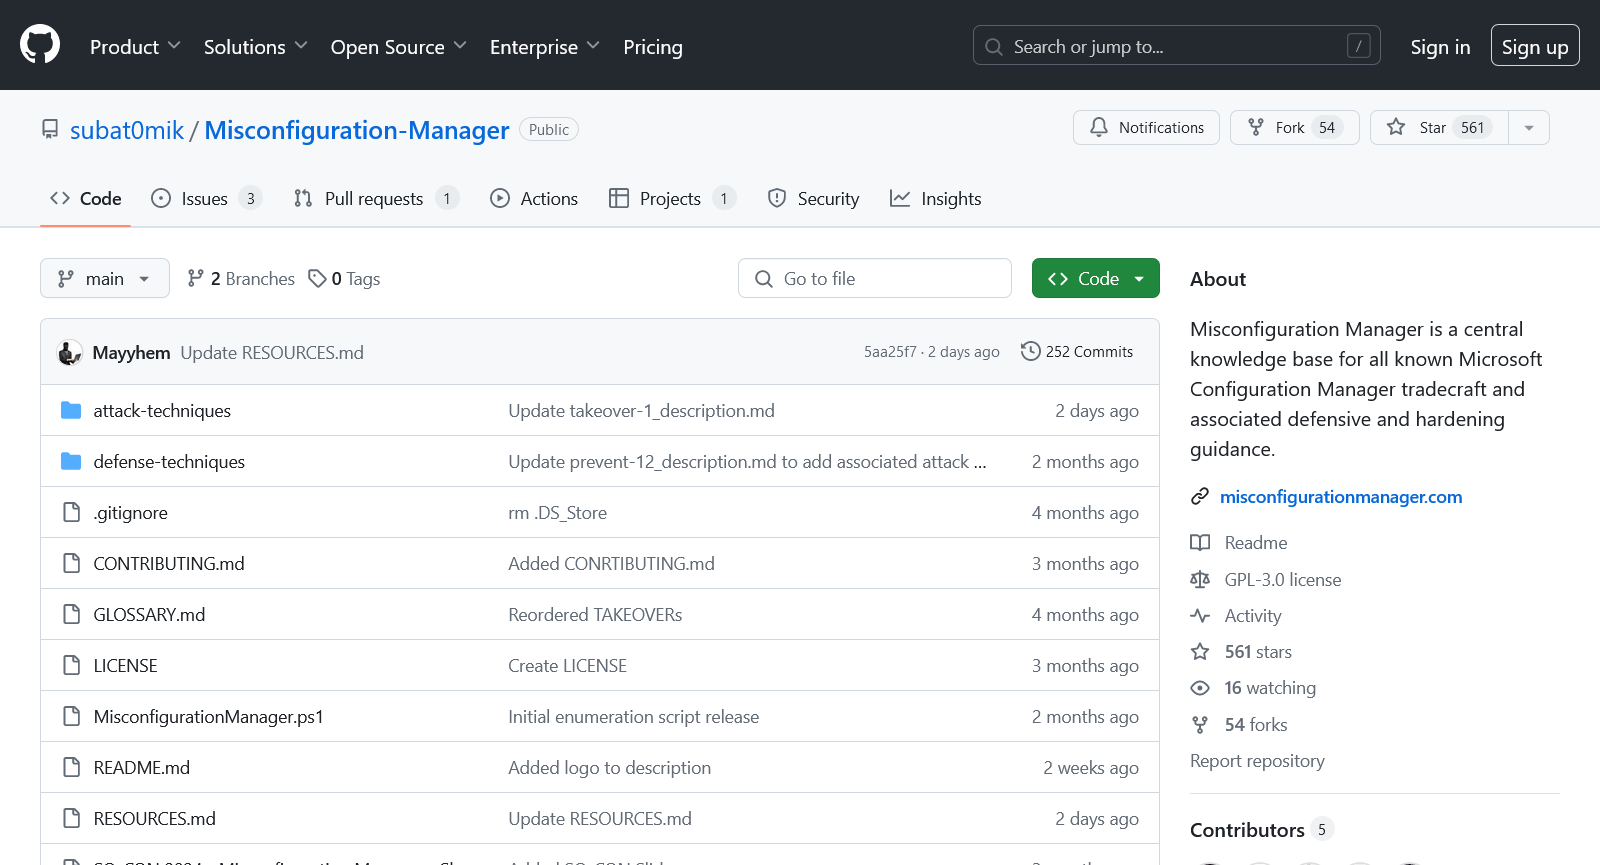 Product Solutions Open Source Enterprise Pricing Search or jump to... / Sign in Sign up
subat0mik / Misconfiguration-Manager Public Notifications Fork 54 Star 561
Code Issues 3 Pull requests 1 Actions Projects 1 Security Insights
main 2 Branches 0 Tags Go to file Code
Mayyhem Update RESOURCES.md 5aa25f7 · 2 days ago 252 Commits
attack-techniques Update takeover-1_description.md 2 days ago
defense-techniques Update prevent-12_description.md to add associated attack ... 2 months ago
.gitignore rm .DS_Store 4 months ago
CONTRIBUTING.md Added CONRTIBUTING.md 3 months ago
GLOSSARY.md Reordered TAKEOVERs 4 months ago
LICENSE Create LICENSE 3 months ago
MisconfigurationManager.ps1 Initial enumeration script release 2 months ago
README.md Added logo to description 2 weeks ago
RESOURCES.md Update RESOURCES.md 2 days ago
About
Misconfiguration Manager is a central
knowledge base for all known Microsoft
Configuration Manager tradecraft and
associated defensive and hardening
guidance.
misconfigurationmanager.com
Readme
GPL-3.0 license
Activity
561 stars
16 watching
54 forks
Report repository
Contributors 5